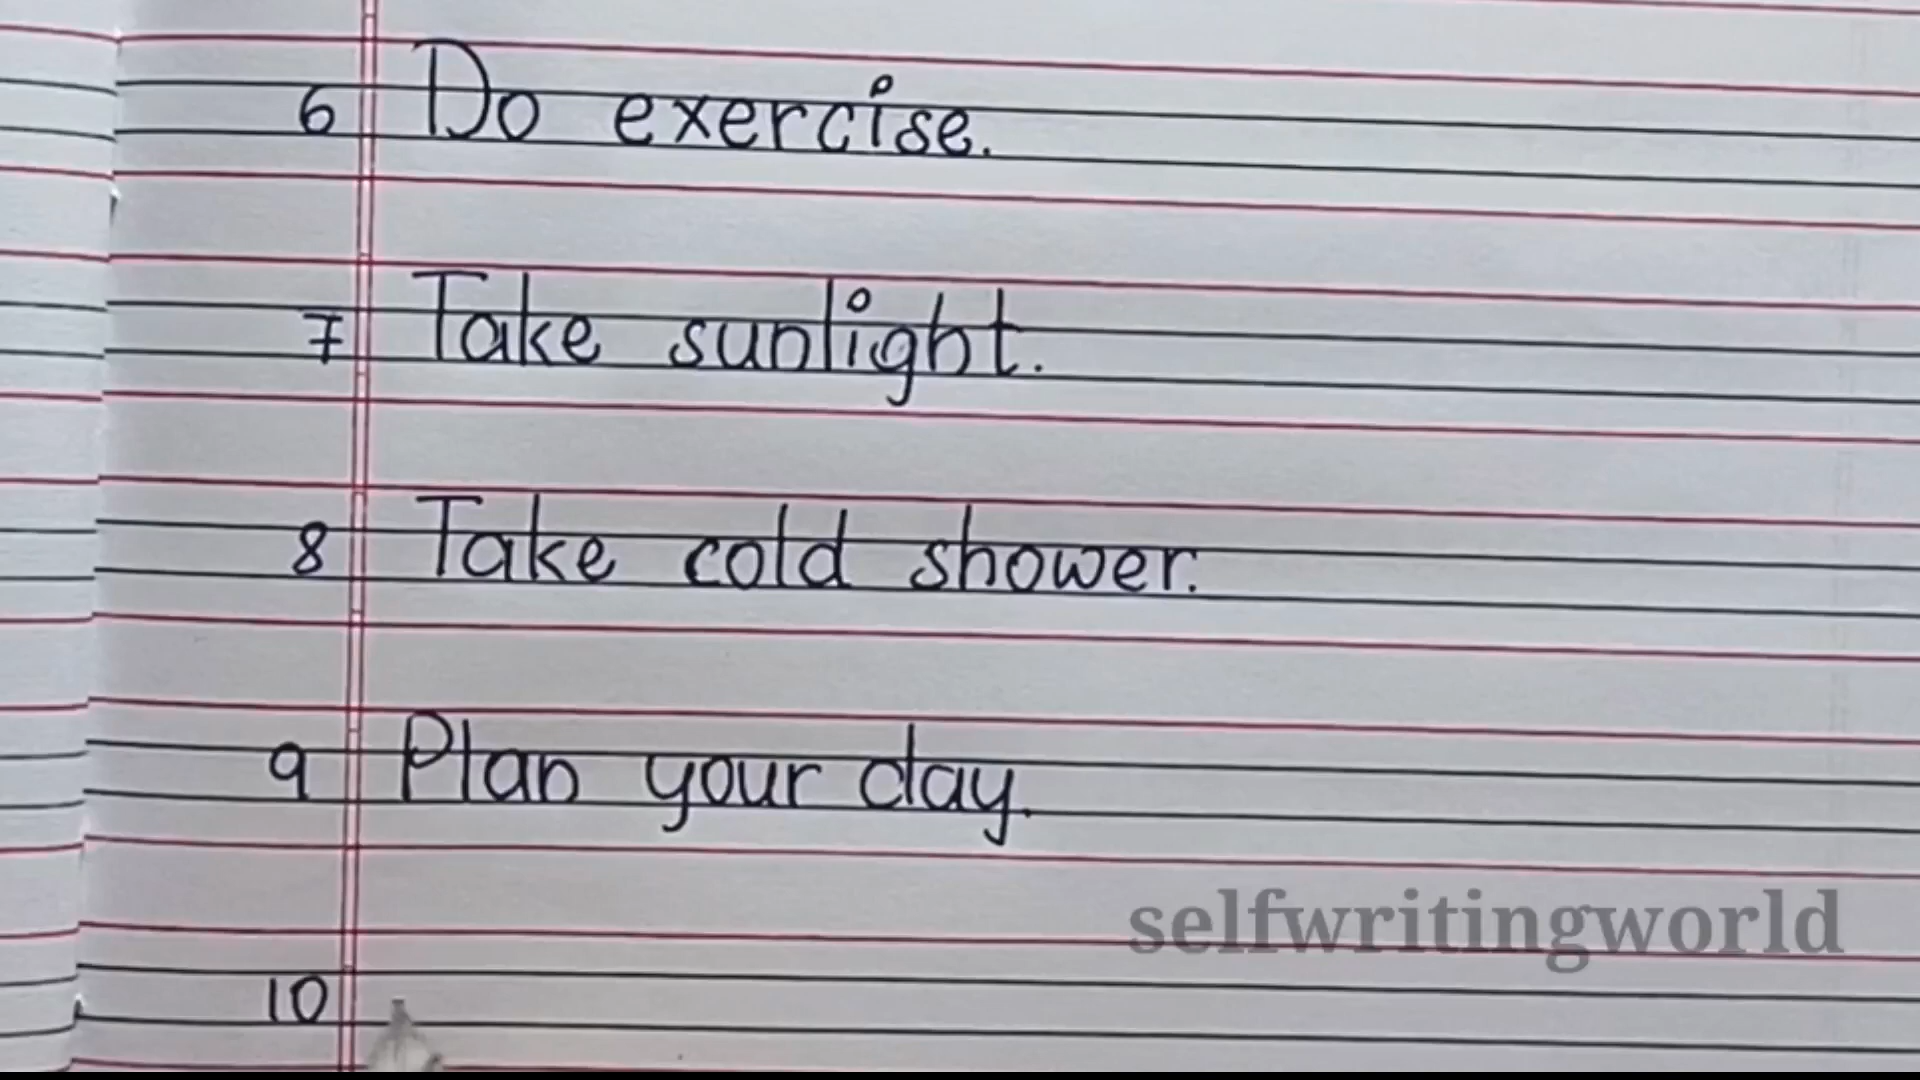 6 Do exercise.
7 Take sunlight.
8 Take cold shower.
9 Plan your day.
selfwritingworld
10